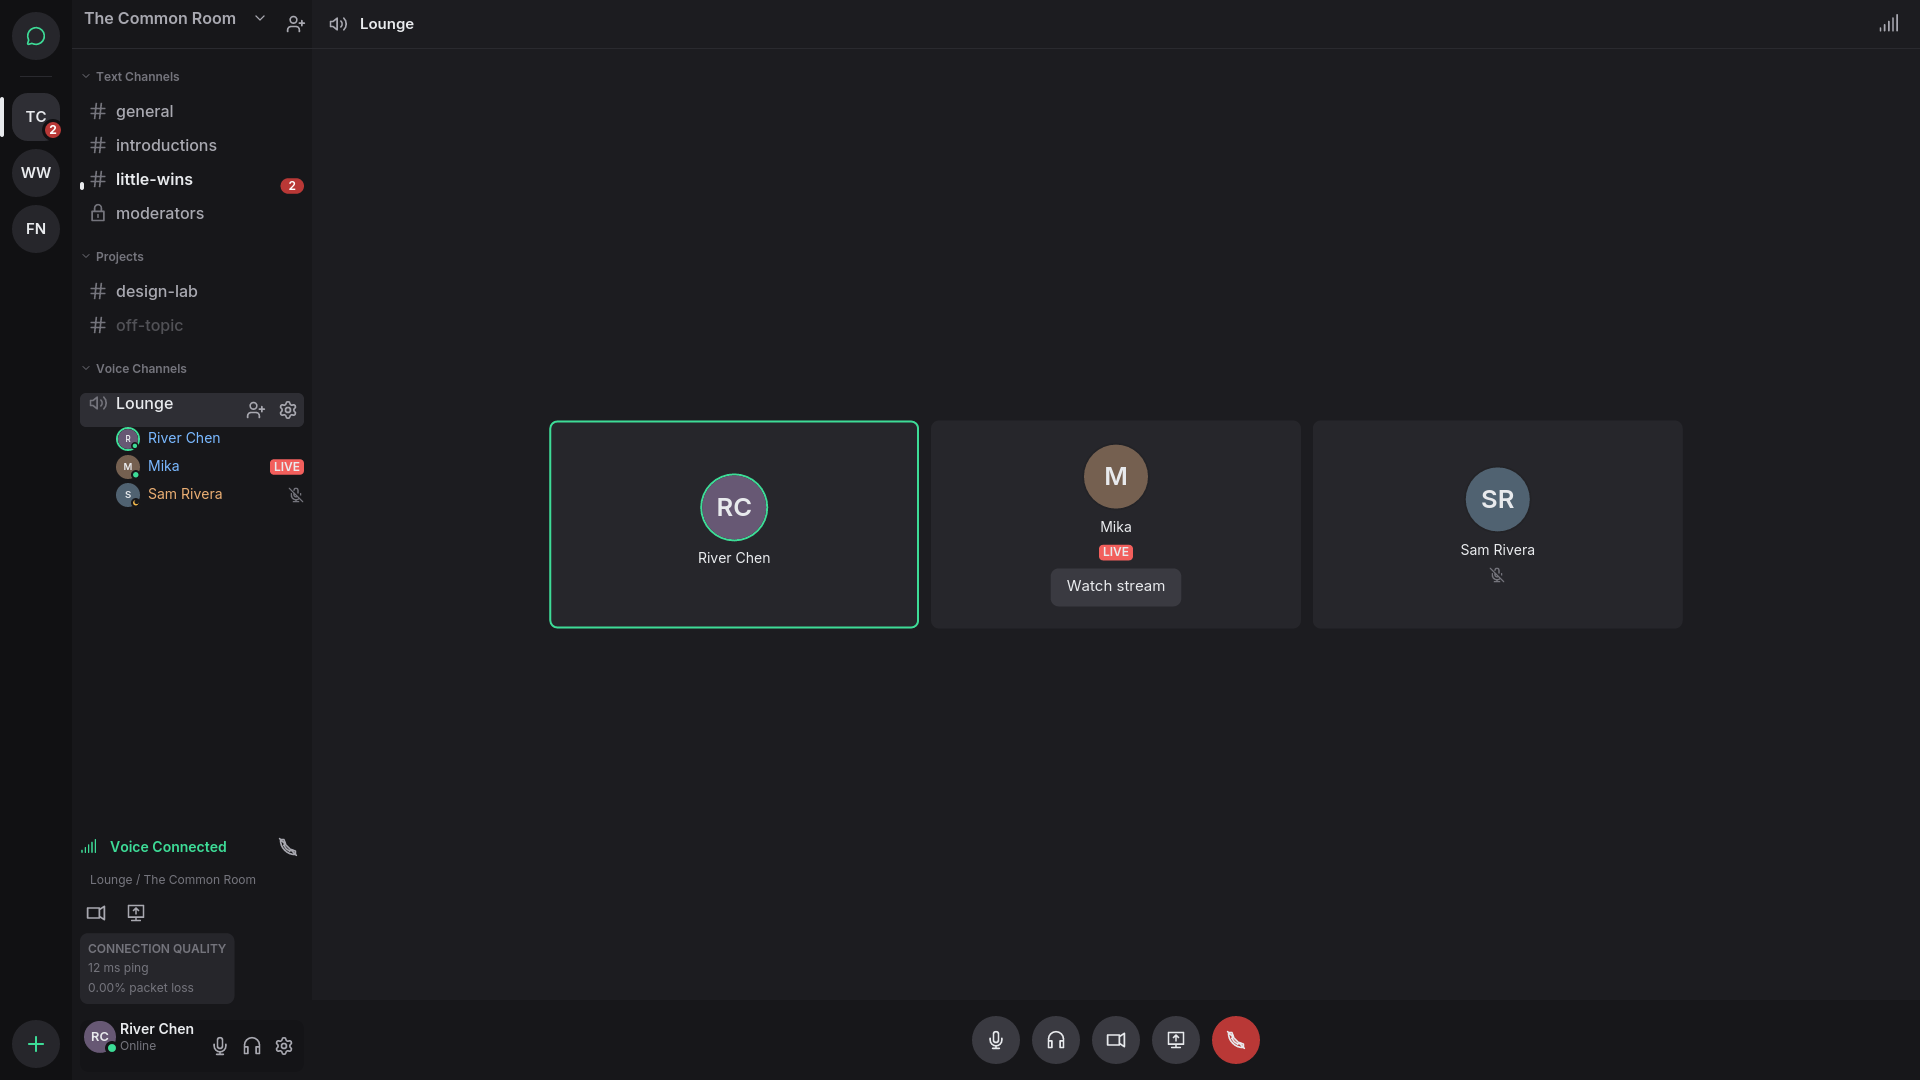 The Common Room
Lounge
TC
2
WW
FN
Text Channels
general
introductions
little-wins
2
moderators
Projects
design-lab
off-topic
Voice Channels
Lounge
R
River Chen
M
Mika
LIVE
S
Sam Rivera
RC
River Chen
M
Mika
LIVE
Watch stream
SR
Sam Rivera
Voice Connected
Lounge / The Common Room
CONNECTION QUALITY
12 ms ping
0.00% packet loss
RC
River Chen
Online